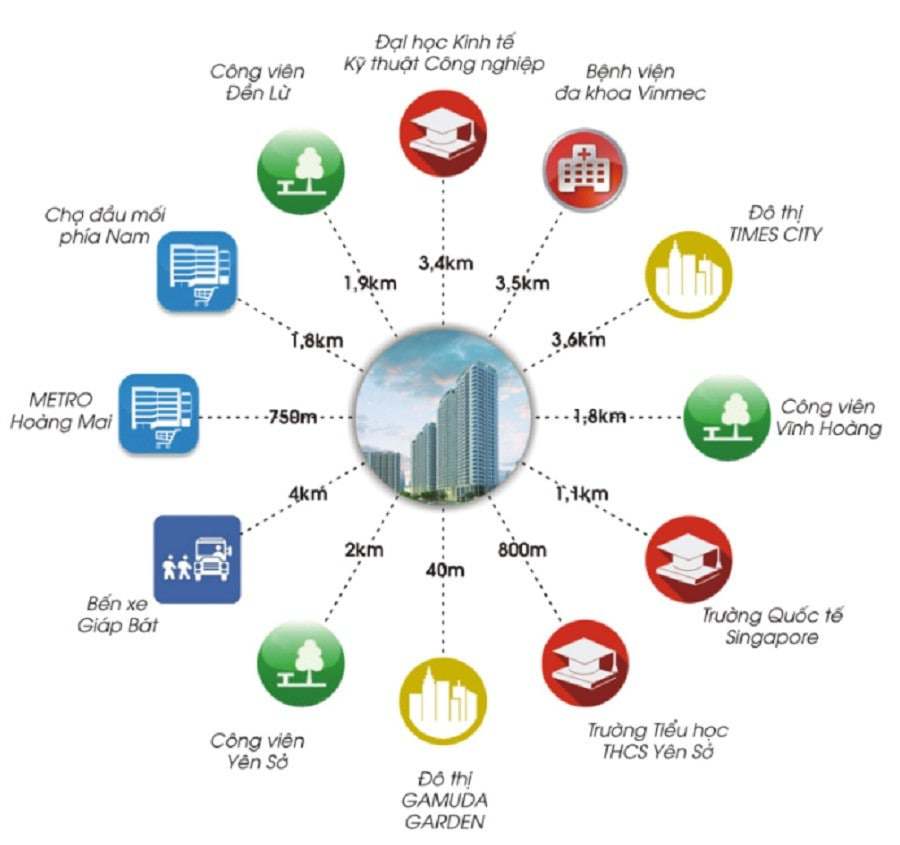 Đại học Kinh tế
Kỹ thuật Công nghiệp
Công viên
Đền Lừ
Bệnh viện
đa khoa Vinmec
Chợ đầu mối
phía Nam
Đô thị
TIMES CITY
3,4km
1,9km
3,5km
1,8km
3,6km
METRO
Hoàng Mai
750m
1,8km
Công viên
Vĩnh Hoàng
4km
1,1km
2km
40m
800m
Bến xe
Giáp Bát
Trường Quốc tế
Singapore
Công viên
Yên Sở
Trường Tiểu học
THCS Yên Sở
Đô thị
GAMUDA
GARDEN